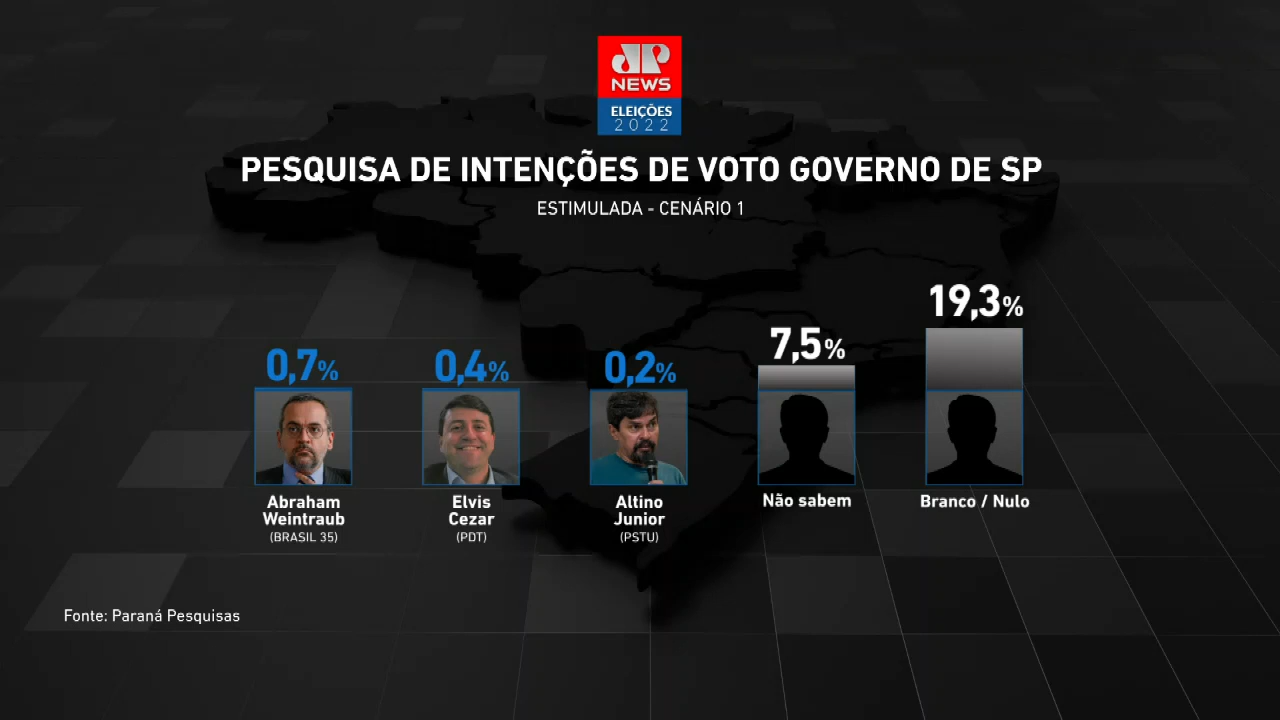 JP
NEWS
ELEIÇÕES
2022
PESQUISA DE INTENÇÕES DE VOTO GOVERNO DE SP
ESTIMULADA - CENÁRIO 1
0,7%
0,4%
0,2%
7,5%
19,3%
Abraham
Weintraub
(BRASIL 35)
Elvis
Cezar
(PDT)
Altino
Junior
(PSTU)
Não sabem
Branco / Nulo
Fonte: Paraná Pesquisas